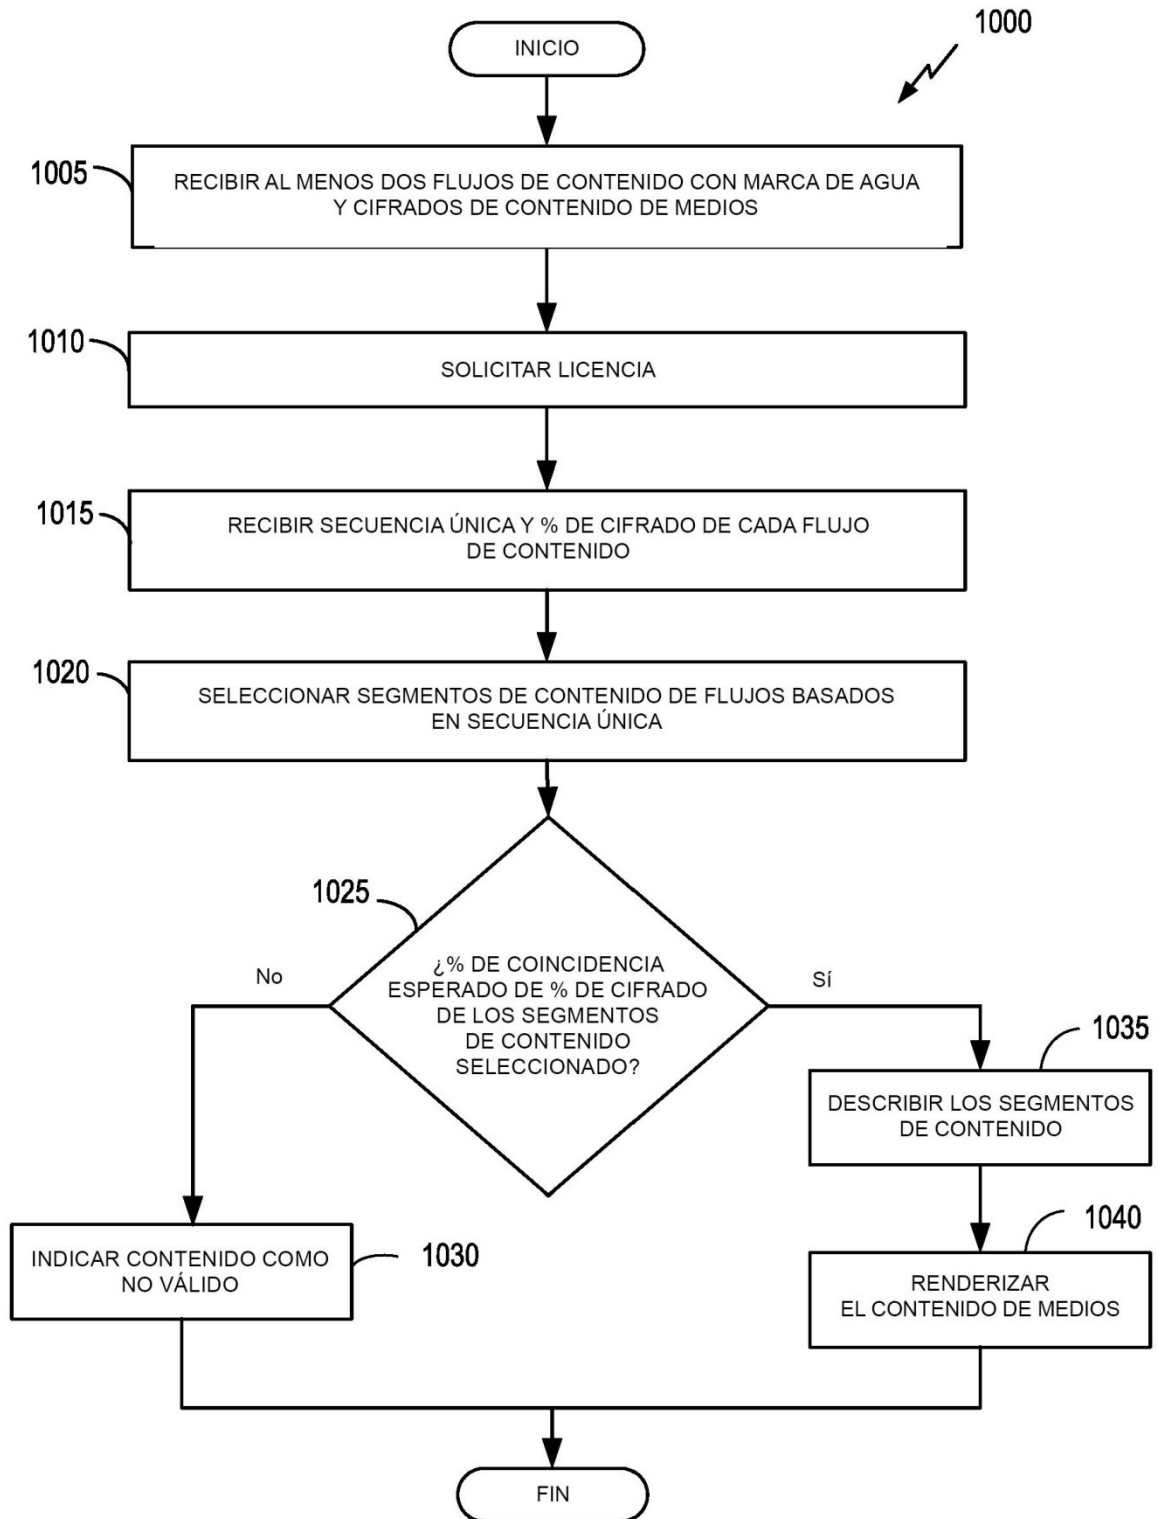 1000
INICIO
1005
RECIBIR AL MENOS DOS FLUJOS DE CONTENIDO CON MARCA DE AGUA
Y CIFRADOS DE CONTENIDO DE MEDIOS
1010
SOLICITAR LICENCIA
1015
RECIBIR SECUENCIA ÚNICA Y % DE CIFRADO DE CADA FLUJO
DE CONTENIDO
1020
SELECCIONAR SEGMENTOS DE CONTENIDO DE FLUJOS BASADOS
EN SECUENCIA ÚNICA
1025
¿% DE COINCIDENCIA
ESPERADO DE % DE CIFRADO
DE LOS SEGMENTOS
DE CONTENIDO
SELECCIONADO?
No
Sí
1035
DESCRIBIR LOS SEGMENTOS
DE CONTENIDO
1030
INDICAR CONTENIDO COMO
NO VÁLIDO
1040
RENDERIZAR
EL CONTENIDO DE MEDIOS
FIN